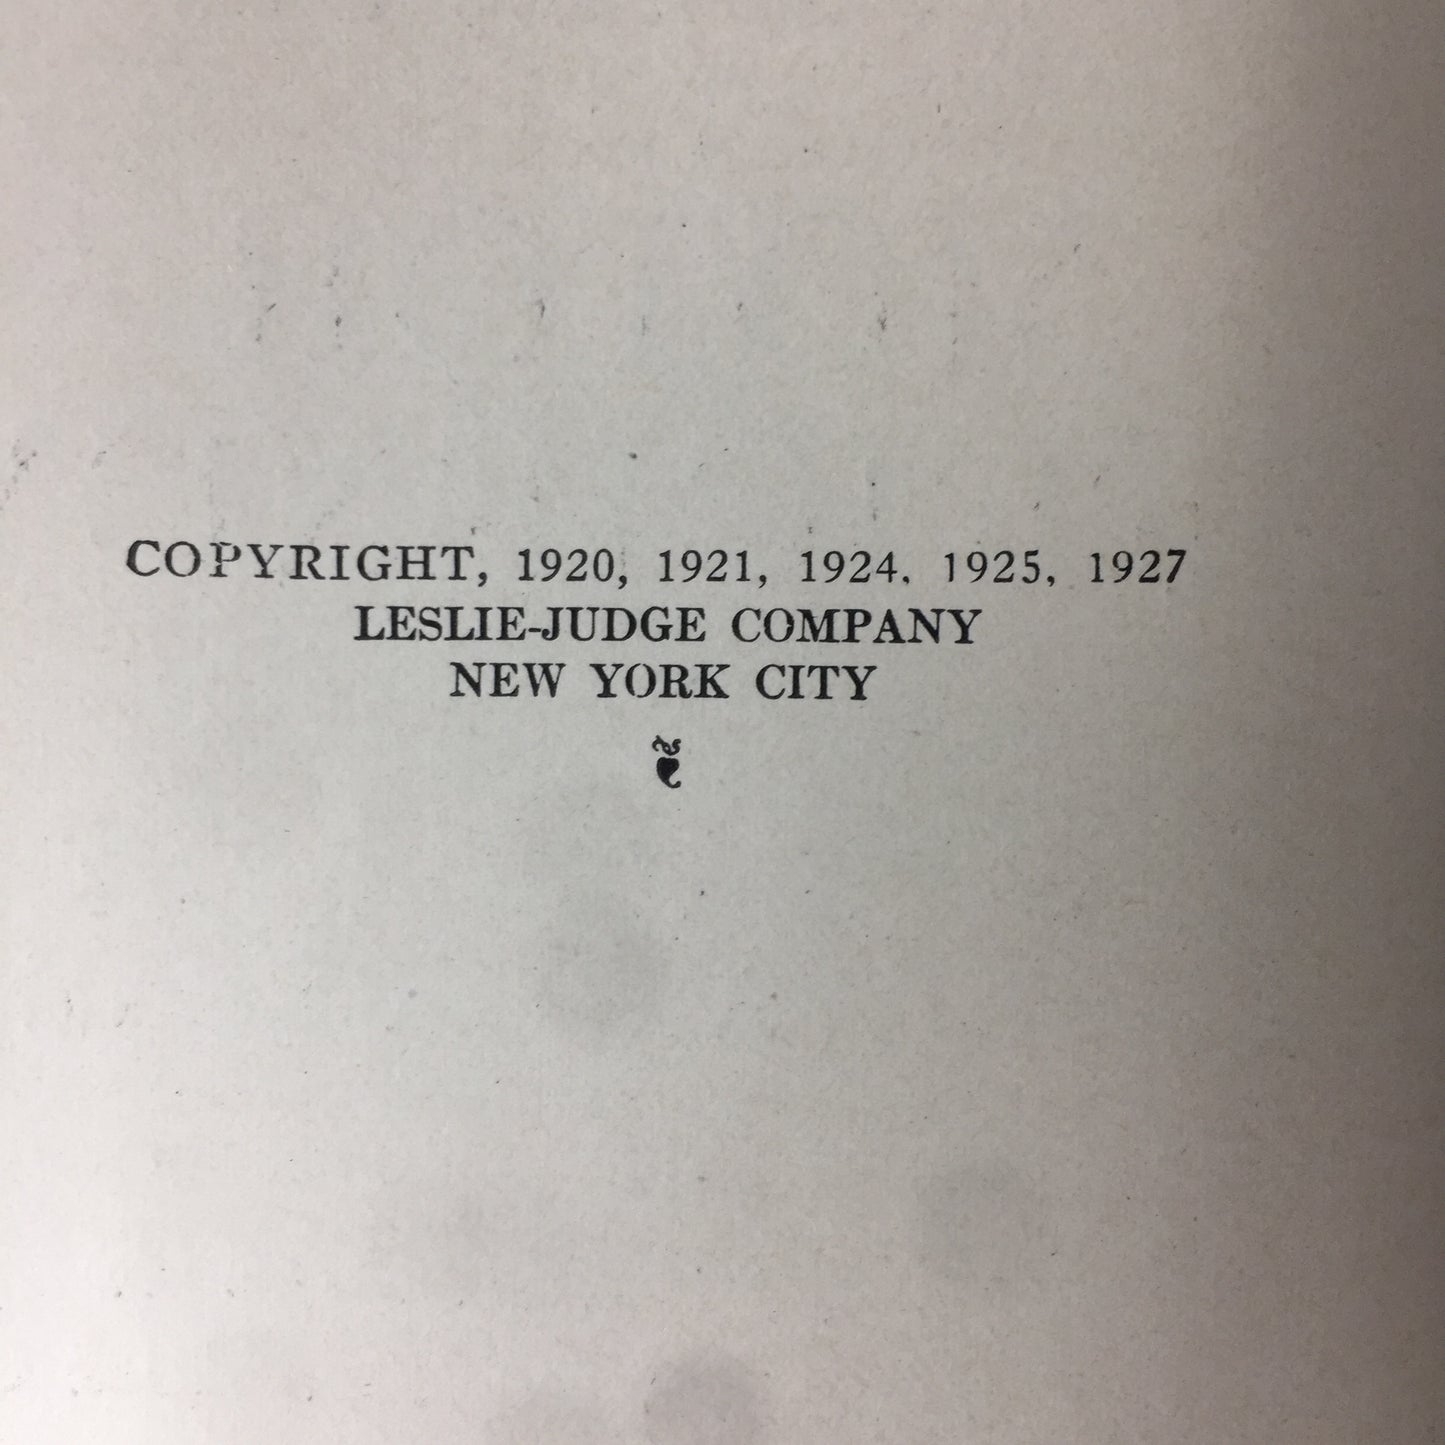 COPYRIGHT, 1920, 1921, 1924, 1925, 1927
LESLIE-JUDGE COMPANY
NEW YORK CITY